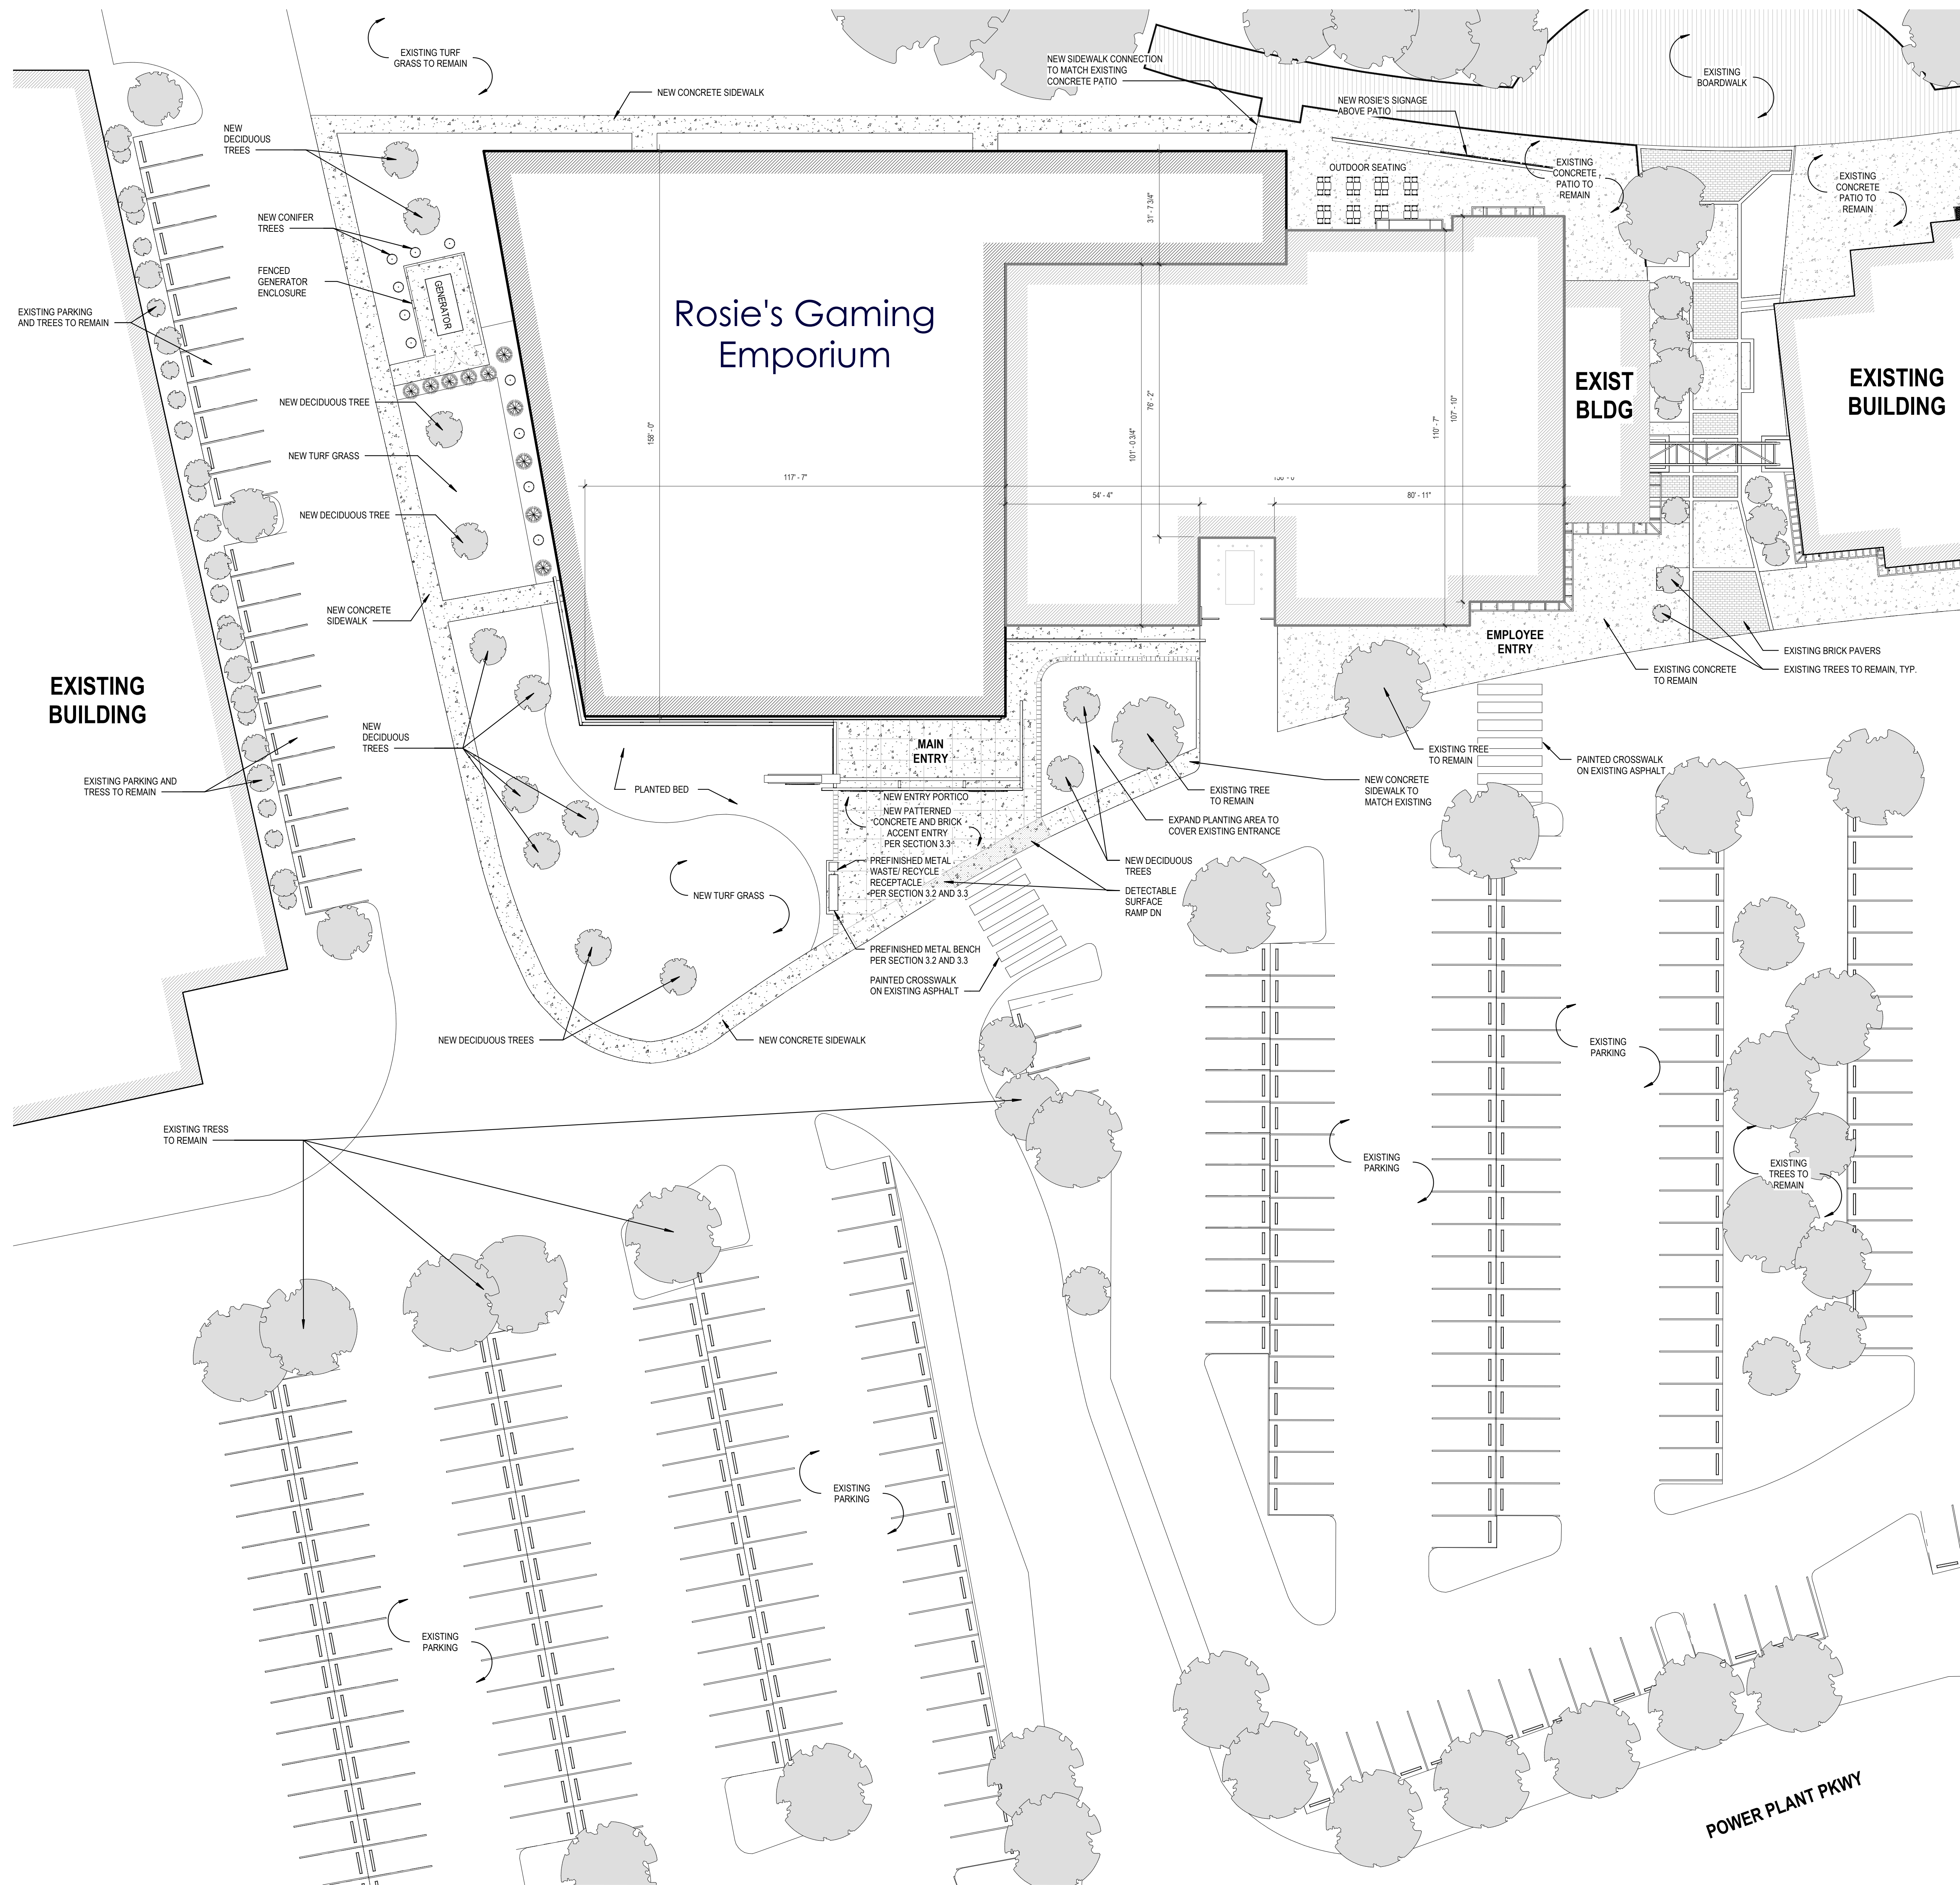 EXISTING TURF
GRASS TO REMAIN
NEW CONCRETE SIDEWALK
NEW SIDEWALK CONNECTION
TO MATCH EXISTING
CONCRETE PATIO
EXISTING
BOARDWALK
NEW ROSIE'S SIGNAGE
ABOVE PATIO
NEW
DECIDUOUS
TREES
OUTDOOR SEATING
EXISTING
CONCRETE
PATIO TO
REMAIN
EXISTING
CONCRETE
PATIO TO
REMAIN
NEW CONIFER
TREES
FENCED
GENERATOR
ENCLOSURE
GENERATOR
EXISTING PARKING
AND TREES TO REMAIN
Rosie's Gaming
Emporium
31' - 7 3/4"
158' - 0"
76' - 2"
101' - 0 3/4"
110' - 7"
107' - 10"
117' - 7"
54' - 4"
80' - 11"
EXIST
BLDG
EXISTING
BUILDING
NEW DECIDUOUS TREE
NEW TURF GRASS
NEW DECIDUOUS TREE
NEW CONCRETE
SIDEWALK
EMPLOYEE
ENTRY
EXISTING BRICK PAVERS
EXISTING TREES TO REMAIN, TYP.
EXISTING CONCRETE
TO REMAIN
EXISTING
BUILDING
NEW
DECIDUOUS
TREES
MAIN
ENTRY
EXISTING TREE
TO REMAIN
PAINTED CROSSWALK
ON EXISTING ASPHALT
EXISTING PARKING AND
TRESS TO REMAIN
PLANTED BED
NEW ENTRY PORTICO
NEW PATTERNED
CONCRETE AND BRICK
ACCENT ENTRY
PER SECTION 3.3
EXISTING TREE
TO REMAIN
NEW CONCRETE
SIDEWALK TO
MATCH EXISTING
EXPAND PLANTING AREA TO
COVER EXISTING ENTRANCE
PREFINISHED METAL
WASTE/ RECYCLE
RECEPTACLE
PER SECTION 3.2 AND 3.3
NEW DECIDUOUS
TREES
DETECTABLE
SURFACE
RAMP DN
NEW TURF GRASS
PREFINISHED METAL BENCH
PER SECTION 3.2 AND 3.3
PAINTED CROSSWALK
ON EXISTING ASPHALT
NEW DECIDUOUS TREES
NEW CONCRETE SIDEWALK
EXISTING
PARKING
EXISTING TRESS
TO REMAIN
EXISTING
PARKING
EXISTING
TREES TO
REMAIN
EXISTING
PARKING
EXISTING
PARKING
POWER PLANT PKWY